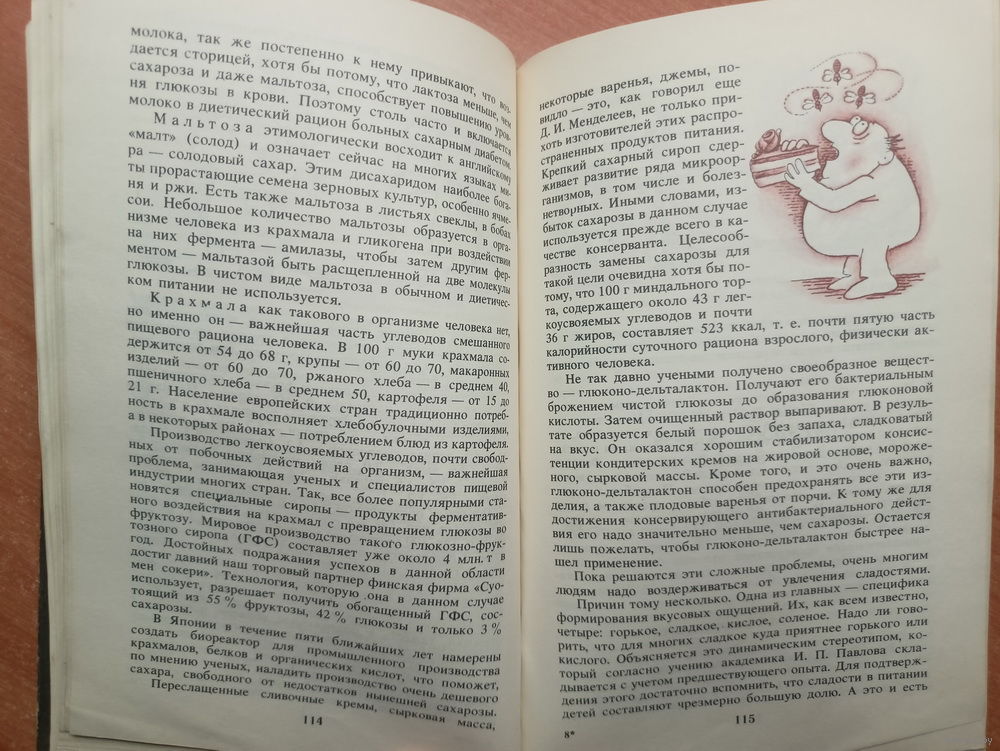 молока, так же постепенно к нему привыкают, что воз-
дается сторицей, хотя бы потому, что лактоза меньше, чем
сахароза и даже мальтоза, способствует повышению уров-
ня глюкозы в крови. Поэтому столь часто и включается
молоко в диетический рацион больных сахарным диабетом.
Мальтоза этимологически восходит к английскому
«малт» (солод) и означает сейчас на многих языках ми-
ра — солодовый сахар. Этим дисахаридом наиболее бога-
ты прорастающие семена зерновых культур, особенно ячме-
ня и ржи. Есть также мальтоза в листьях свеклы, в бобах
сои. Небольшое количество мальтозы образуется в орга-
низме человека из крахмала и гликогена при воздействии
на них фермента — амилазы, чтобы затем другим фер-
ментом — мальтазой быть расщепленной на две молекулы
глюкозы. В чистом виде мальтоза в обычном и диетичес-
ком питании не используется.
Крахмала как такового в организме человека нет,
но именно он — важнейшая часть углеводов смешанного
пищевого рациона человека. В 100 г муки крахмала со-
держится от 54 до 68 г, крупы — от 60 до 70, макаронных
изделий — от 60 до 70, ржаного хлеба — в среднем 40,
пшеничного хлеба — в среднем 50, картофеля — от 15 до
21 г. Население европейских стран традиционно потреб-
ность в крахмале восполняет хлебобулочными изделиями,
а в некоторых районах — потреблением блюд из картофеля.
Производство легкоусвояемых углеводов, почти свобод-
ных от побочных действий на организм, — важнейшая
проблема, занимающая ученых и специалистов пищевой
индустрии многих стран. Так, все более популярными ста-
новятся специальные сиропы — продукты ферментатив-
ного воздействия на крахмал с превращением глюкозы во
фруктозу. Мировое производство такого глюкозно-фрук-
тозного сиропа (ГФС) составляет уже около 4 млн. т в
год. Достойных подражания успехов в данной области
достиг давний наш торговый партнер финская фирма «Суо-
мен сокери». Технология, которую она в данном случае
использует, разрешает получить обогащенный ГФС, сос-
тоящий из 55 % фруктозы, 42 % глюкозы и только 3 %
сахарозы.
В Японии в течение пяти ближайших лет намерены
создать биореактор для промышленного производства
крахмалов, белков и органических кислот, что поможет,
по мнению ученых, наладить производство очень дешевого
сахара, свободного от недостатков нынешней сахарозы.
Переслащенные сливочные кремы, сырковая масса,
114
некоторые варенья, джемы, по-
видло — это, как говорил еще
Д. И. Менделеев, не только при-
хоть изготовителей этих распро-
страненных продуктов питания.
Крепкий сахарный сироп сдер-
живает развитие ряда микроор-
ганизмов, в том числе и болез-
нетворных. Иными словами, из-
быток сахарозы в данном случае
используется прежде всего в ка-
честве консерванта. Целесооб-
разность замены сахарозы для
такой цели очевидна хотя бы по-
тому, что 100 г миндального тор-
та, содержащего около 43 г лег-
коусвояемых углеводов и почти
36 г жиров, составляет 523 ккал, т. е. почти пятую часть
калорийности суточного рациона взрослого, физически ак-
тивного человека.
Не так давно учеными получено своеобразное вещест-
во — глюконо-дельталактон. Получают его бактериальным
брожением чистой глюкозы до образования глюконовой
кислоты. Затем очищенный раствор выпаривают. В резуль-
тате образуется белый порошок без запаха, сладковатый
на вкус. Он оказался хорошим стабилизатором консис-
тенции кондитерских кремов на жировой основе, мороже-
ного, сырковой массы. Кроме того, и это очень важно,
глюконо-дельталактон способен предохранять все эти из-
делия, а также плодовые варенья от порчи. К тому же для
достижения консервирующего антибактериального дейст-
вия его надо значительно меньше, чем сахарозы. Остается
лишь пожелать, чтобы глюконо-дельталактон быстрее на-
шел применение.
Пока решаются эти сложные проблемы, очень многим
людям надо воздержаться от увлечения сладостями.
Причин тому несколько. Одна из главных — специфика
формирования вкусовых ощущений. Их, как всем известно,
четыре: горькое, сладкое, кислое, соленое. Надо ли гово-
рить, что для многих сладкое куда приятнее горького или
кислого. Объясняется это динамическим стереотипом, ко-
торый согласно учению академика И. П. Павлова скла-
дывается с учетом предшествующего опыта. Для подтверж-
дения этого достаточно вспомнить, что сладости в питании
детей составляют чрезмерно большую долю. А это и есть
8*
115